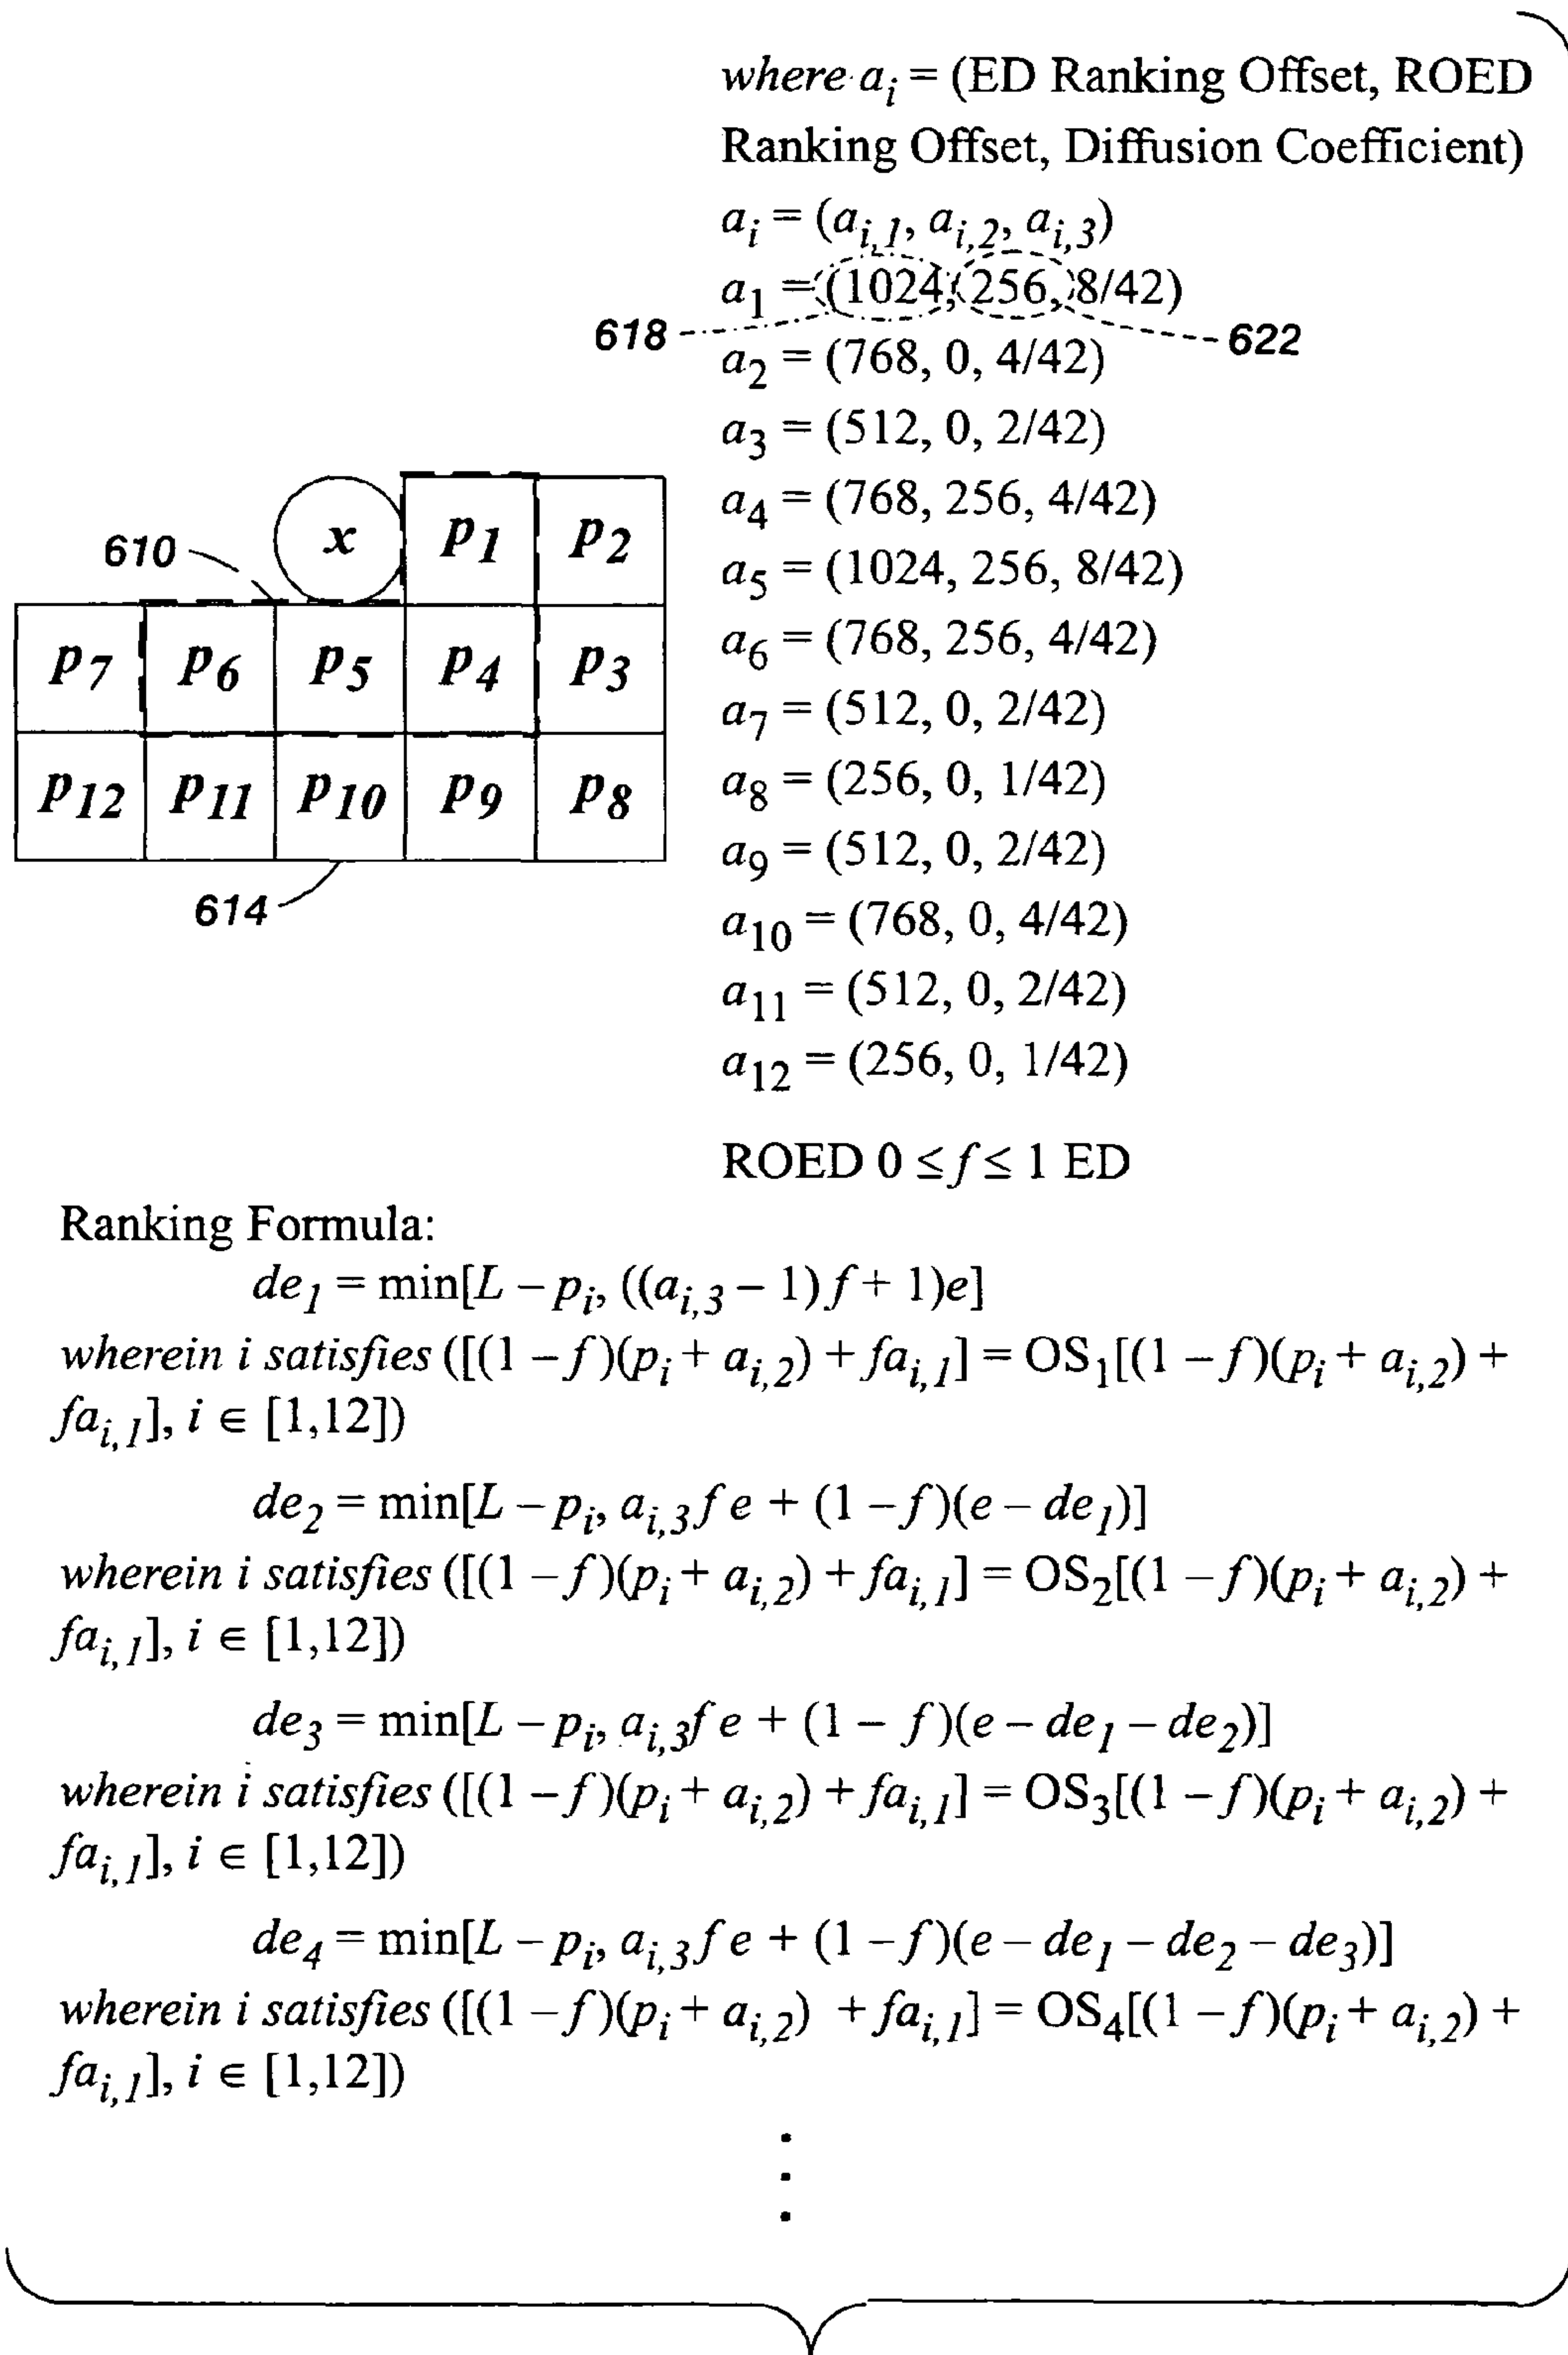 where a_i = (ED Ranking Offset, ROED
Ranking Offset, Diffusion Coefficient)
a_i = (a_{i,1}, a_{i,2}, a_{i,3})
a_1 = (1024, (256, 8/42)
618
622
a_2 = (768, 0, 4/42)
a_3 = (512, 0, 2/42)
a_4 = (768, 256, 4/42)
a_5 = (1024, 256, 8/42)
a_6 = (768, 256, 4/42)
a_7 = (512, 0, 2/42)
a_8 = (256, 0, 1/42)
a_9 = (512, 0, 2/42)
a_10 = (768, 0, 4/42)
a_11 = (512, 0, 2/42)
a_12 = (256, 0, 1/42)
x p_1 p_2
610
p_7 p_6 p_5 p_4 p_3
p_12 p_11 p_10 p_9 p_8
614
ROED 0 ≤ f ≤ 1 ED
Ranking Formula:
de_1 = min[L – p_i, ((a_{i,3} – 1) f + 1)e]
wherein i satisfies ([(1 – f)(p_i + a_{i,2}) + fa_{i,1}] = OS_1[(1 – f)(p_i + a_{i,2}) +
fa_{i,1}], i ∈ [1,12])
de_2 = min[L – p_i, a_{i,3} f e + (1 – f)(e – de_1)]
wherein i satisfies ([(1 – f)(p_i + a_{i,2}) + fa_{i,1}] = OS_2[(1 – f)(p_i + a_{i,2}) +
fa_{i,1}], i ∈ [1,12])
de_3 = min[L – p_i, a_{i,3} f e + (1 – f)(e – de_1 – de_2)]
wherein i satisfies ([(1 – f)(p_i + a_{i,2}) + fa_{i,1}] = OS_3[(1 – f)(p_i + a_{i,2}) +
fa_{i,1}], i ∈ [1,12])
de_4 = min[L – p_i, a_{i,3} f e + (1 – f)(e – de_1 – de_2 – de_3)]
wherein i satisfies ([(1 – f)(p_i + a_{i,2}) + fa_{i,1}] = OS_4[(1 – f)(p_i + a_{i,2}) +
fa_{i,1}], i ∈ [1,12])